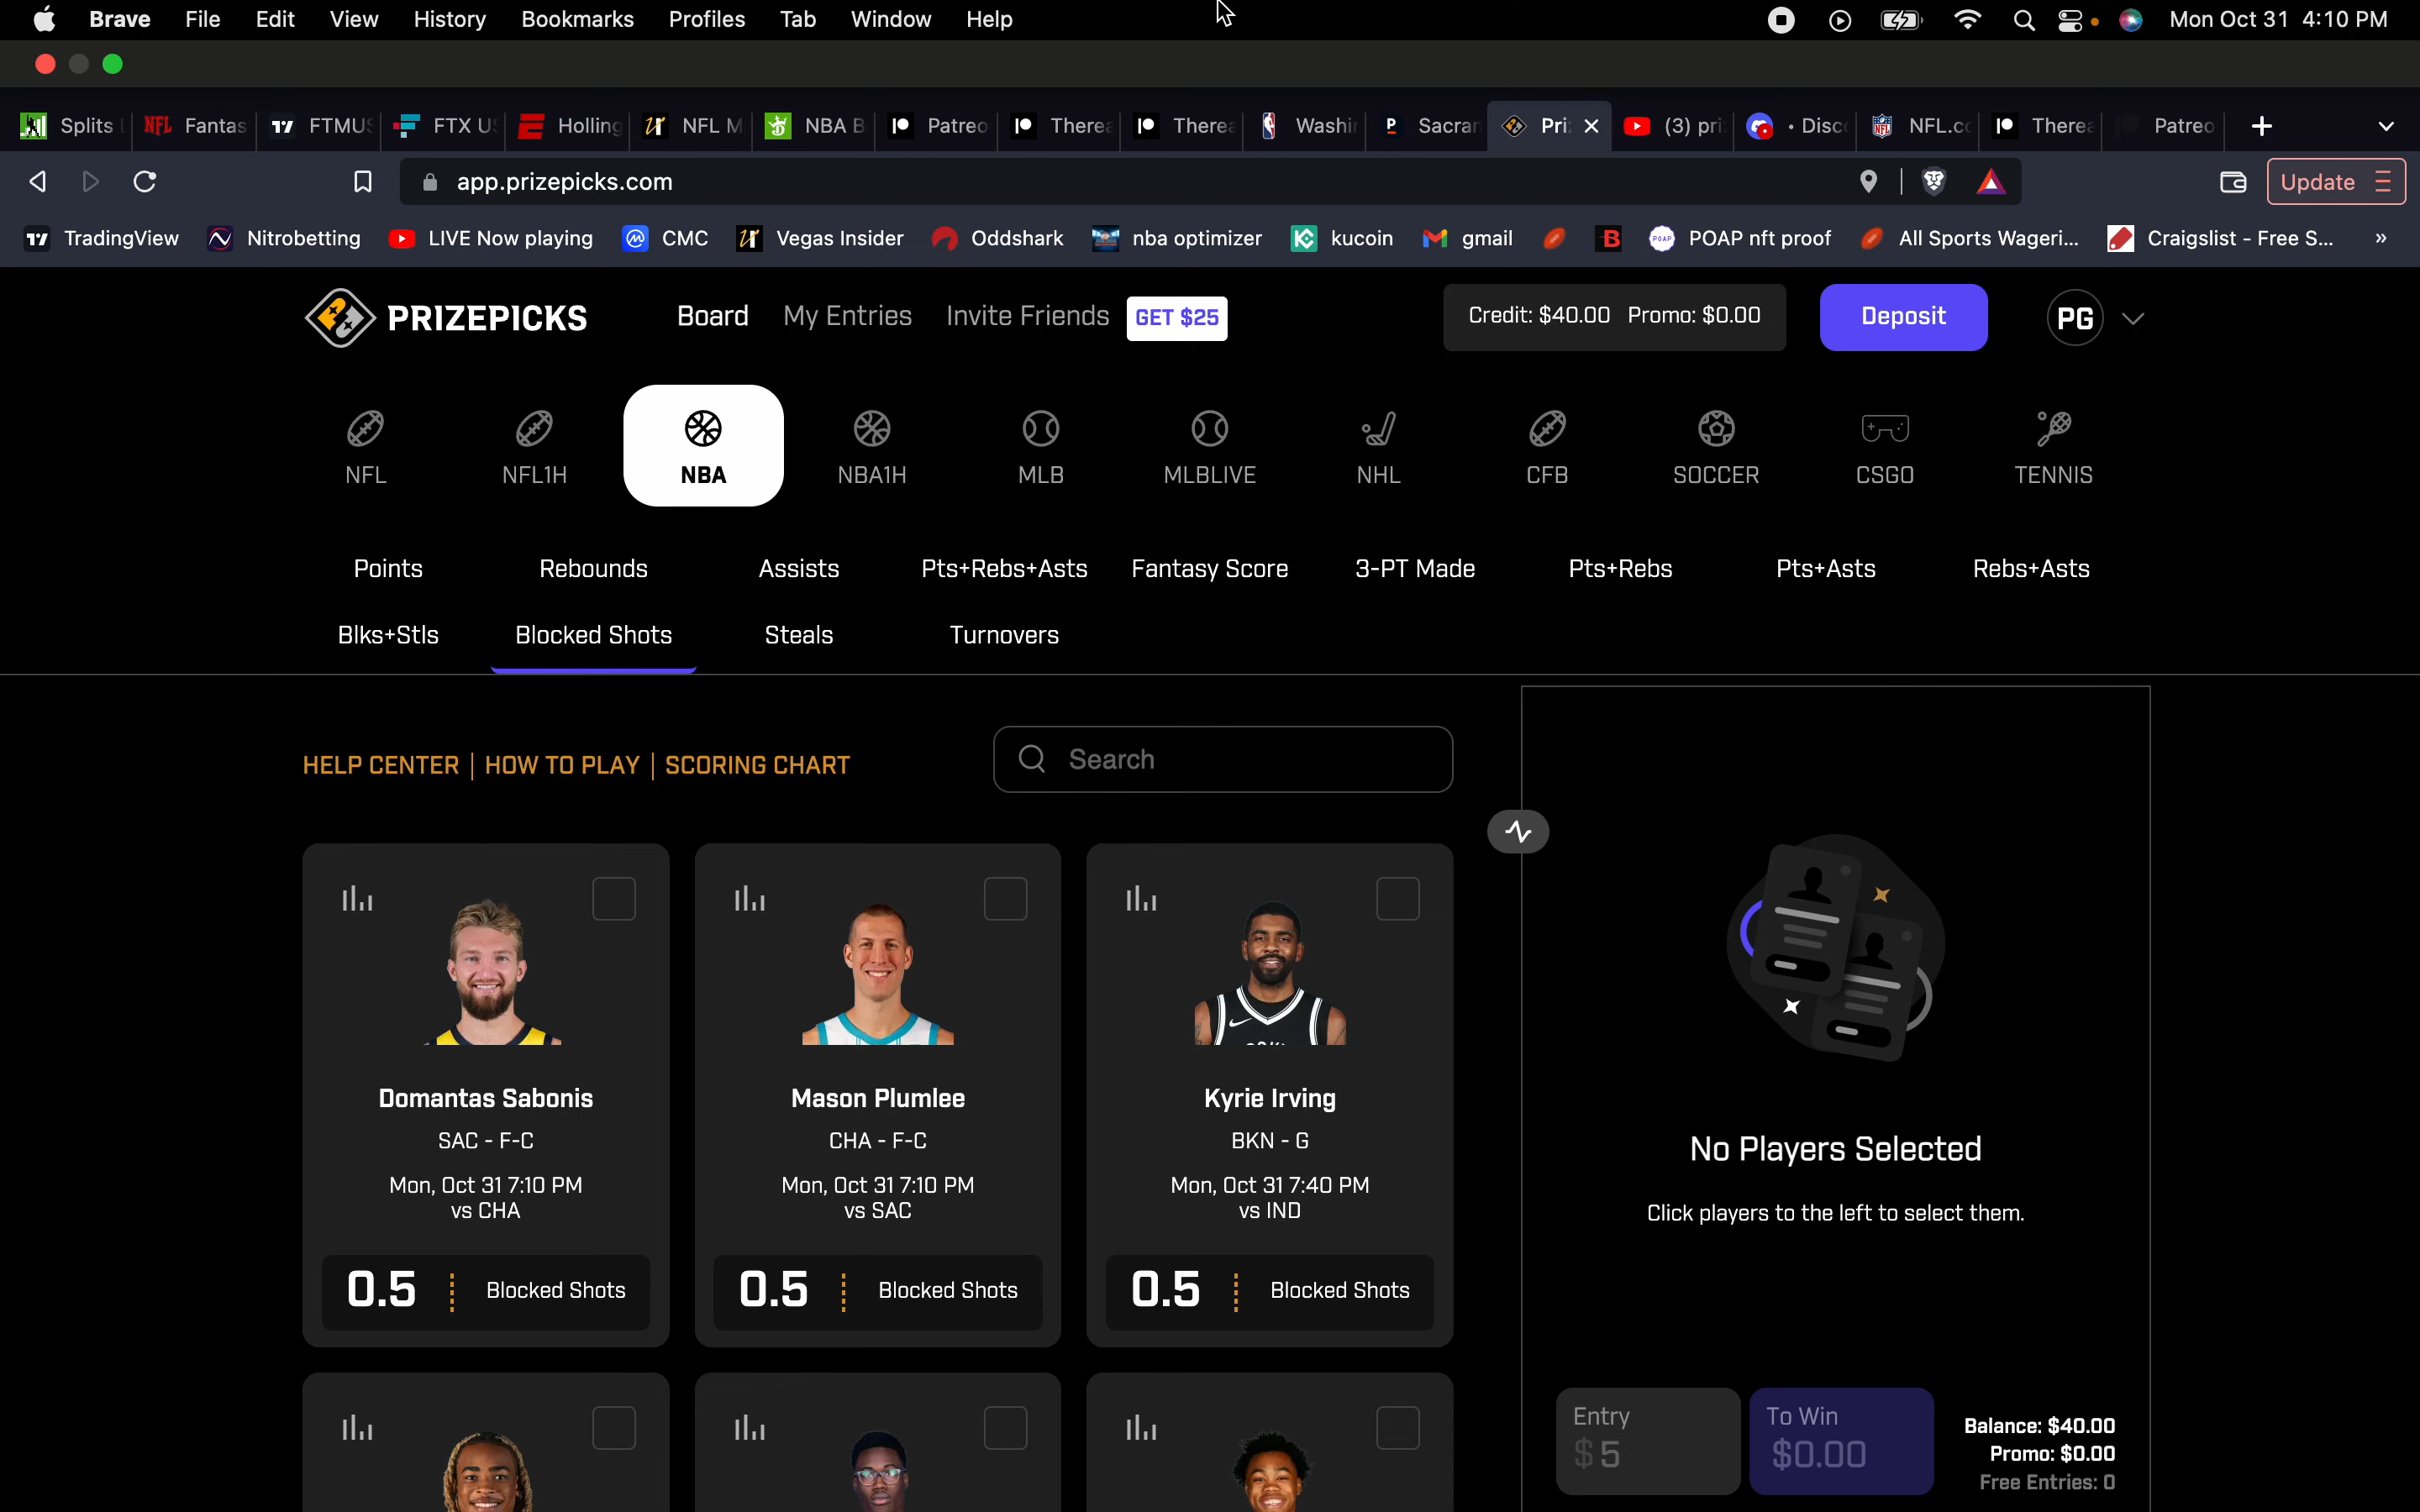 Brave File Edit View History Bookmarks Profiles Tab Window Help Mon Oct 31 4:10 PM
Splits NFL Fantas FTMUS FTX US Holling NFL M NBA B Patreo Therea Therea Washi Sacran Pri (3) pri • Disco NFL.co Therea Patreo
app.prizepicks.com Update
TradingView Nitrobetting LIVE Now playing CMC Vegas Insider Oddshark nba optimizer kucoin gmail B POAP nft proof All Sports Wageri... Craigslist - Free S... »
PRIZEPICKS Board My Entries Invite Friends GET $25 Credit: $40.00 Promo: $0.00 Deposit PG
NFL NFL1H NBA NBA1H MLB MLBLIVE NHL CFB SOCCER CSGO TENNIS
Points Rebounds Assists Pts+Rebs+Asts Fantasy Score 3-PT Made Pts+Rebs Pts+Asts Rebs+Asts
Blks+Stls Blocked Shots Steals Turnovers
HELP CENTER | HOW TO PLAY | SCORING CHART Search
Domantas Sabonis
SAC - F-C
Mon, Oct 31 7:10 PM
vs CHA
0.5 Blocked Shots
Mason Plumlee
CHA - F-C
Mon, Oct 31 7:10 PM
vs SAC
0.5 Blocked Shots
Kyrie Irving
BKN - G
Mon, Oct 31 7:40 PM
vs IND
0.5 Blocked Shots
No Players Selected
Click players to the left to select them.
Entry
$5
To Win
$0.00
Balance: $40.00
Promo: $0.00
Free Entries: 0